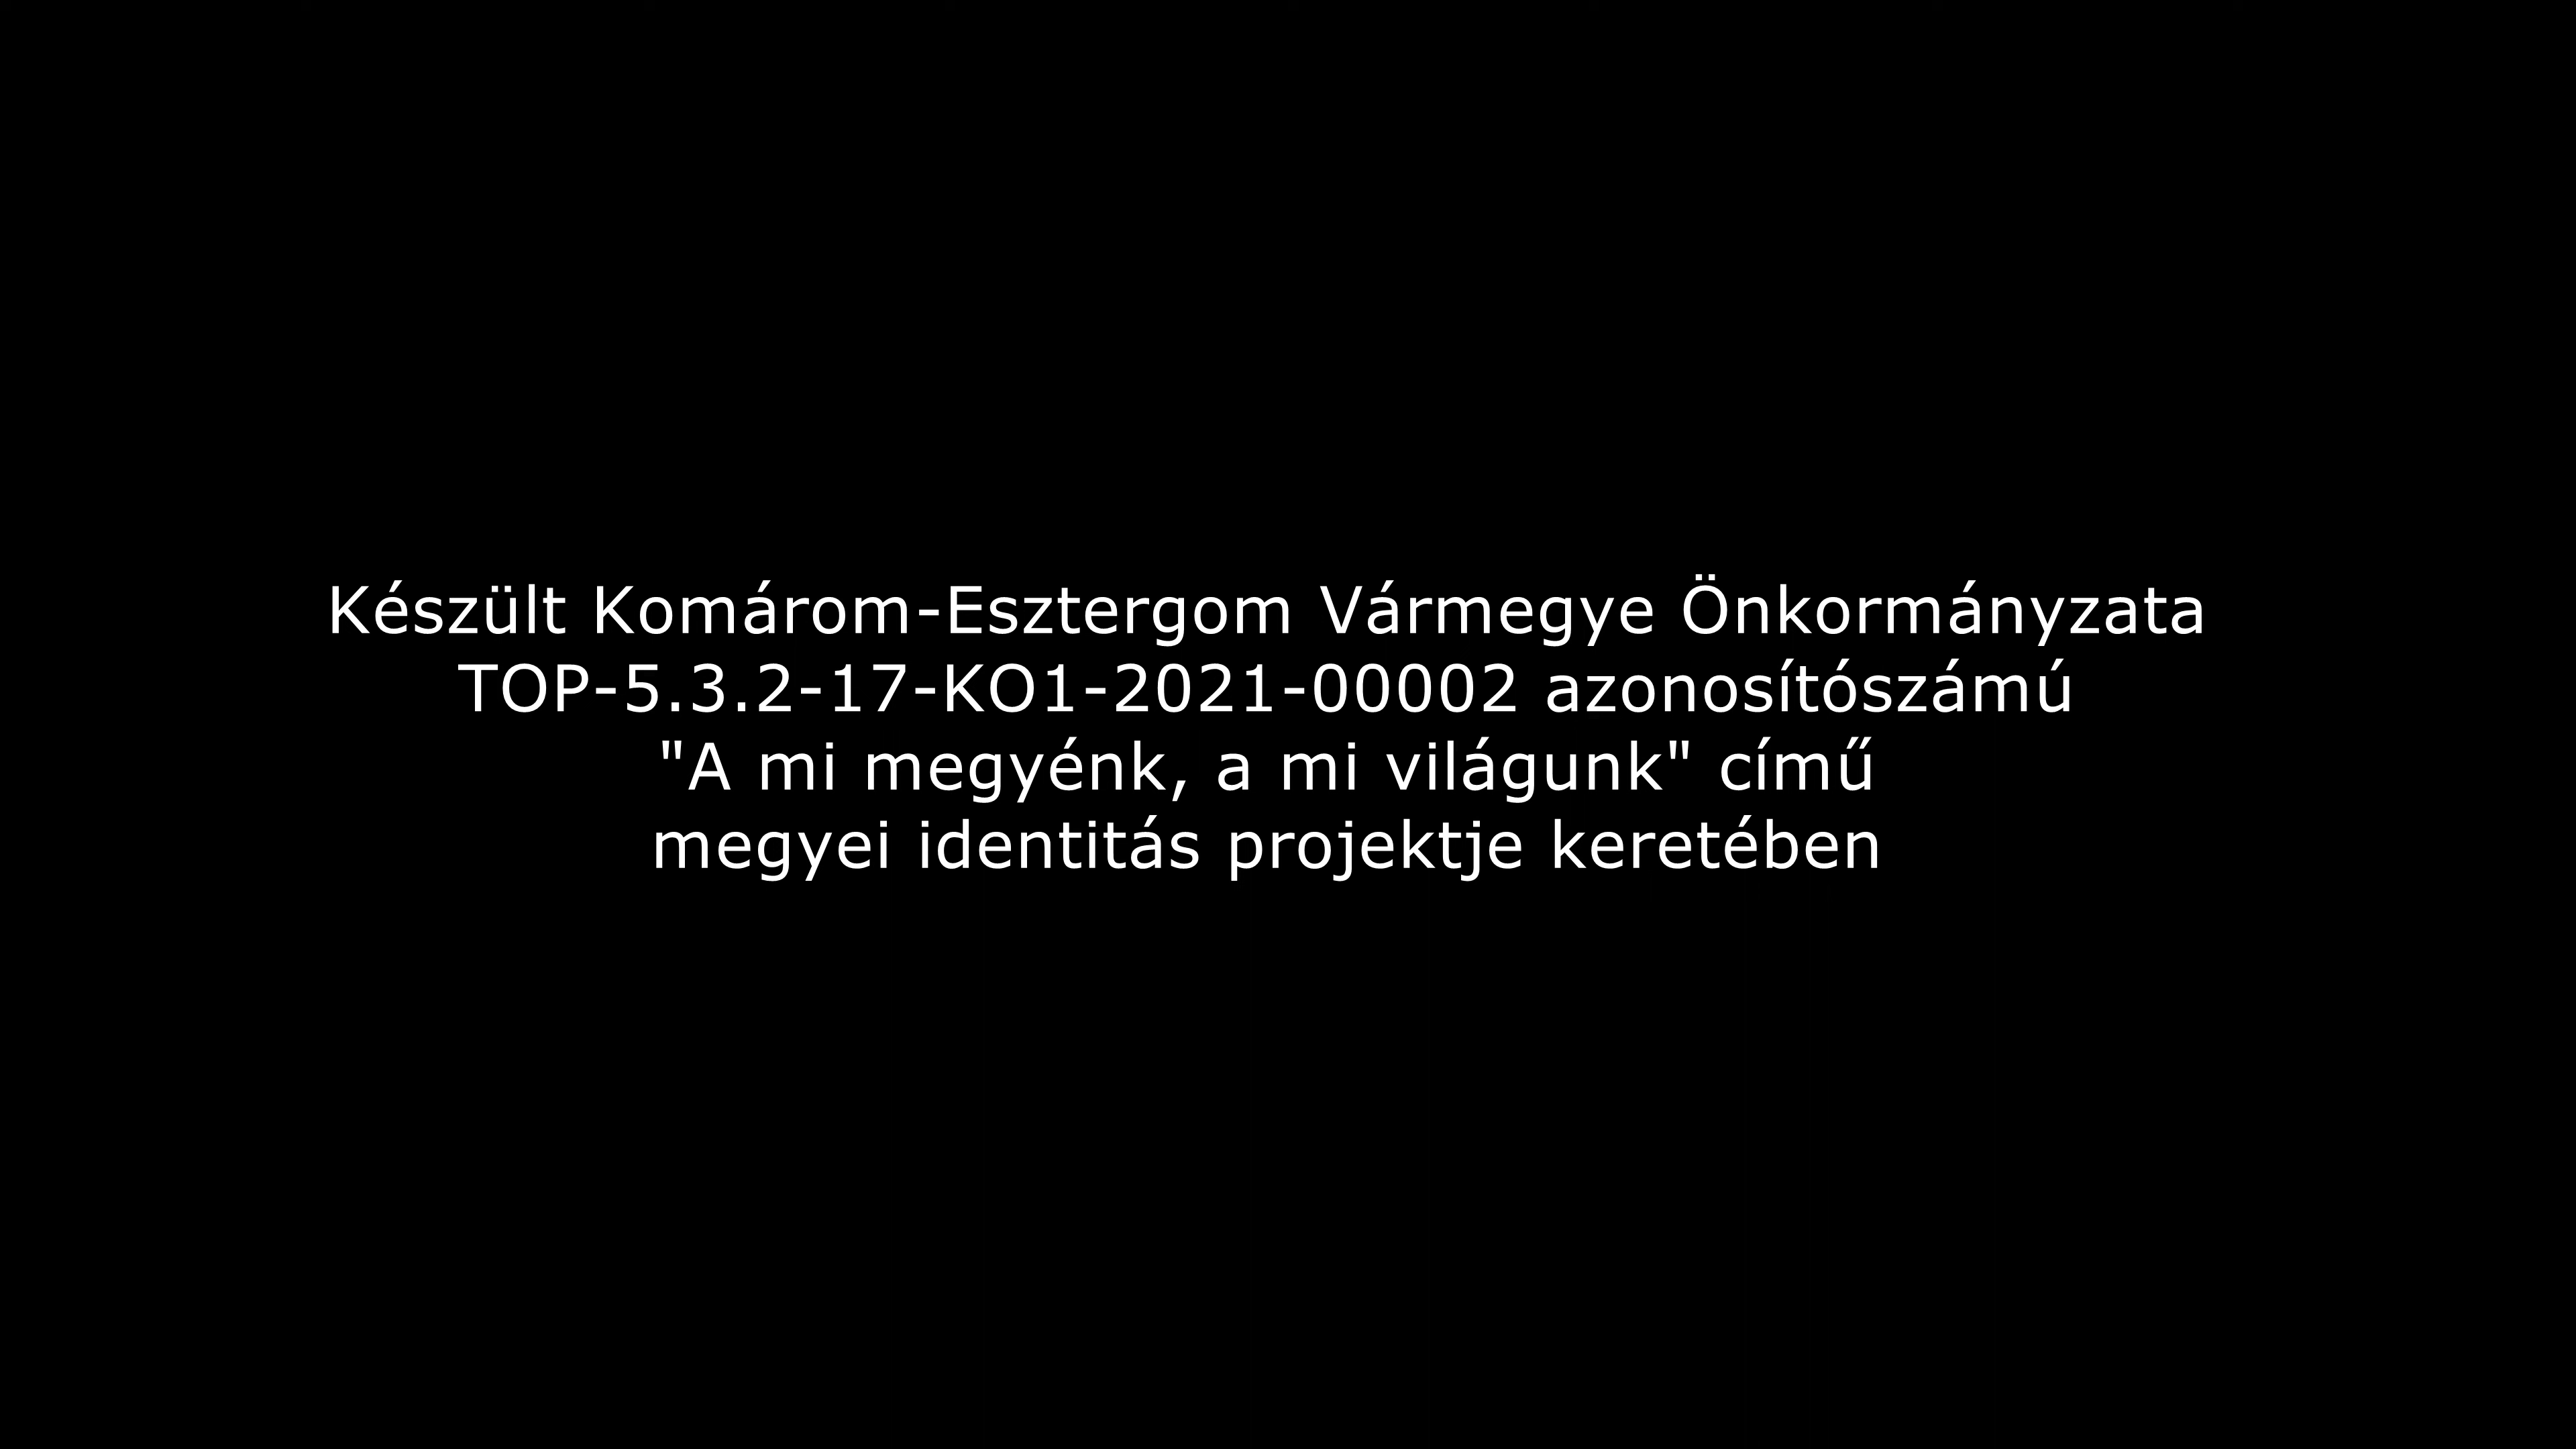 Készült Komárom-Esztergom Vármegye Önkormányzata
TOP-5.3.2-17-KO1-2021-00002 azonosítószámú
"A mi megyénk, a mi világunk" című
megyei identitás projektje keretében